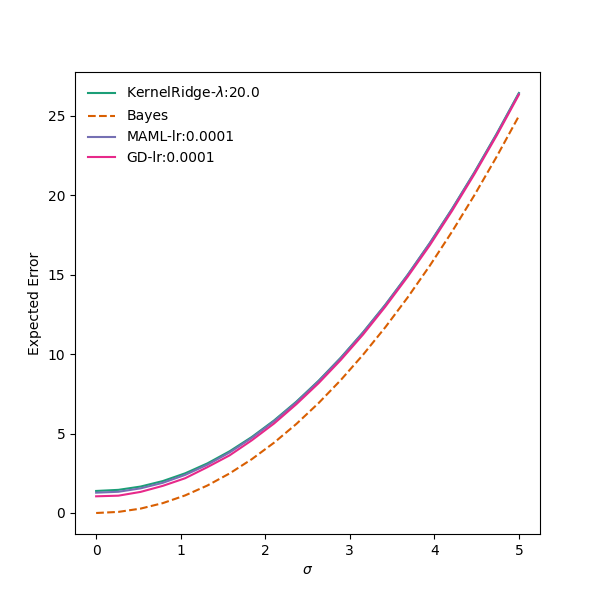 KernelRidge-λ:20.0
Bayes
MAML-lr:0.0001
GD-lr:0.0001
25
20
15
10
5
0
Expected Error
0 1 2 3 4 5
σ